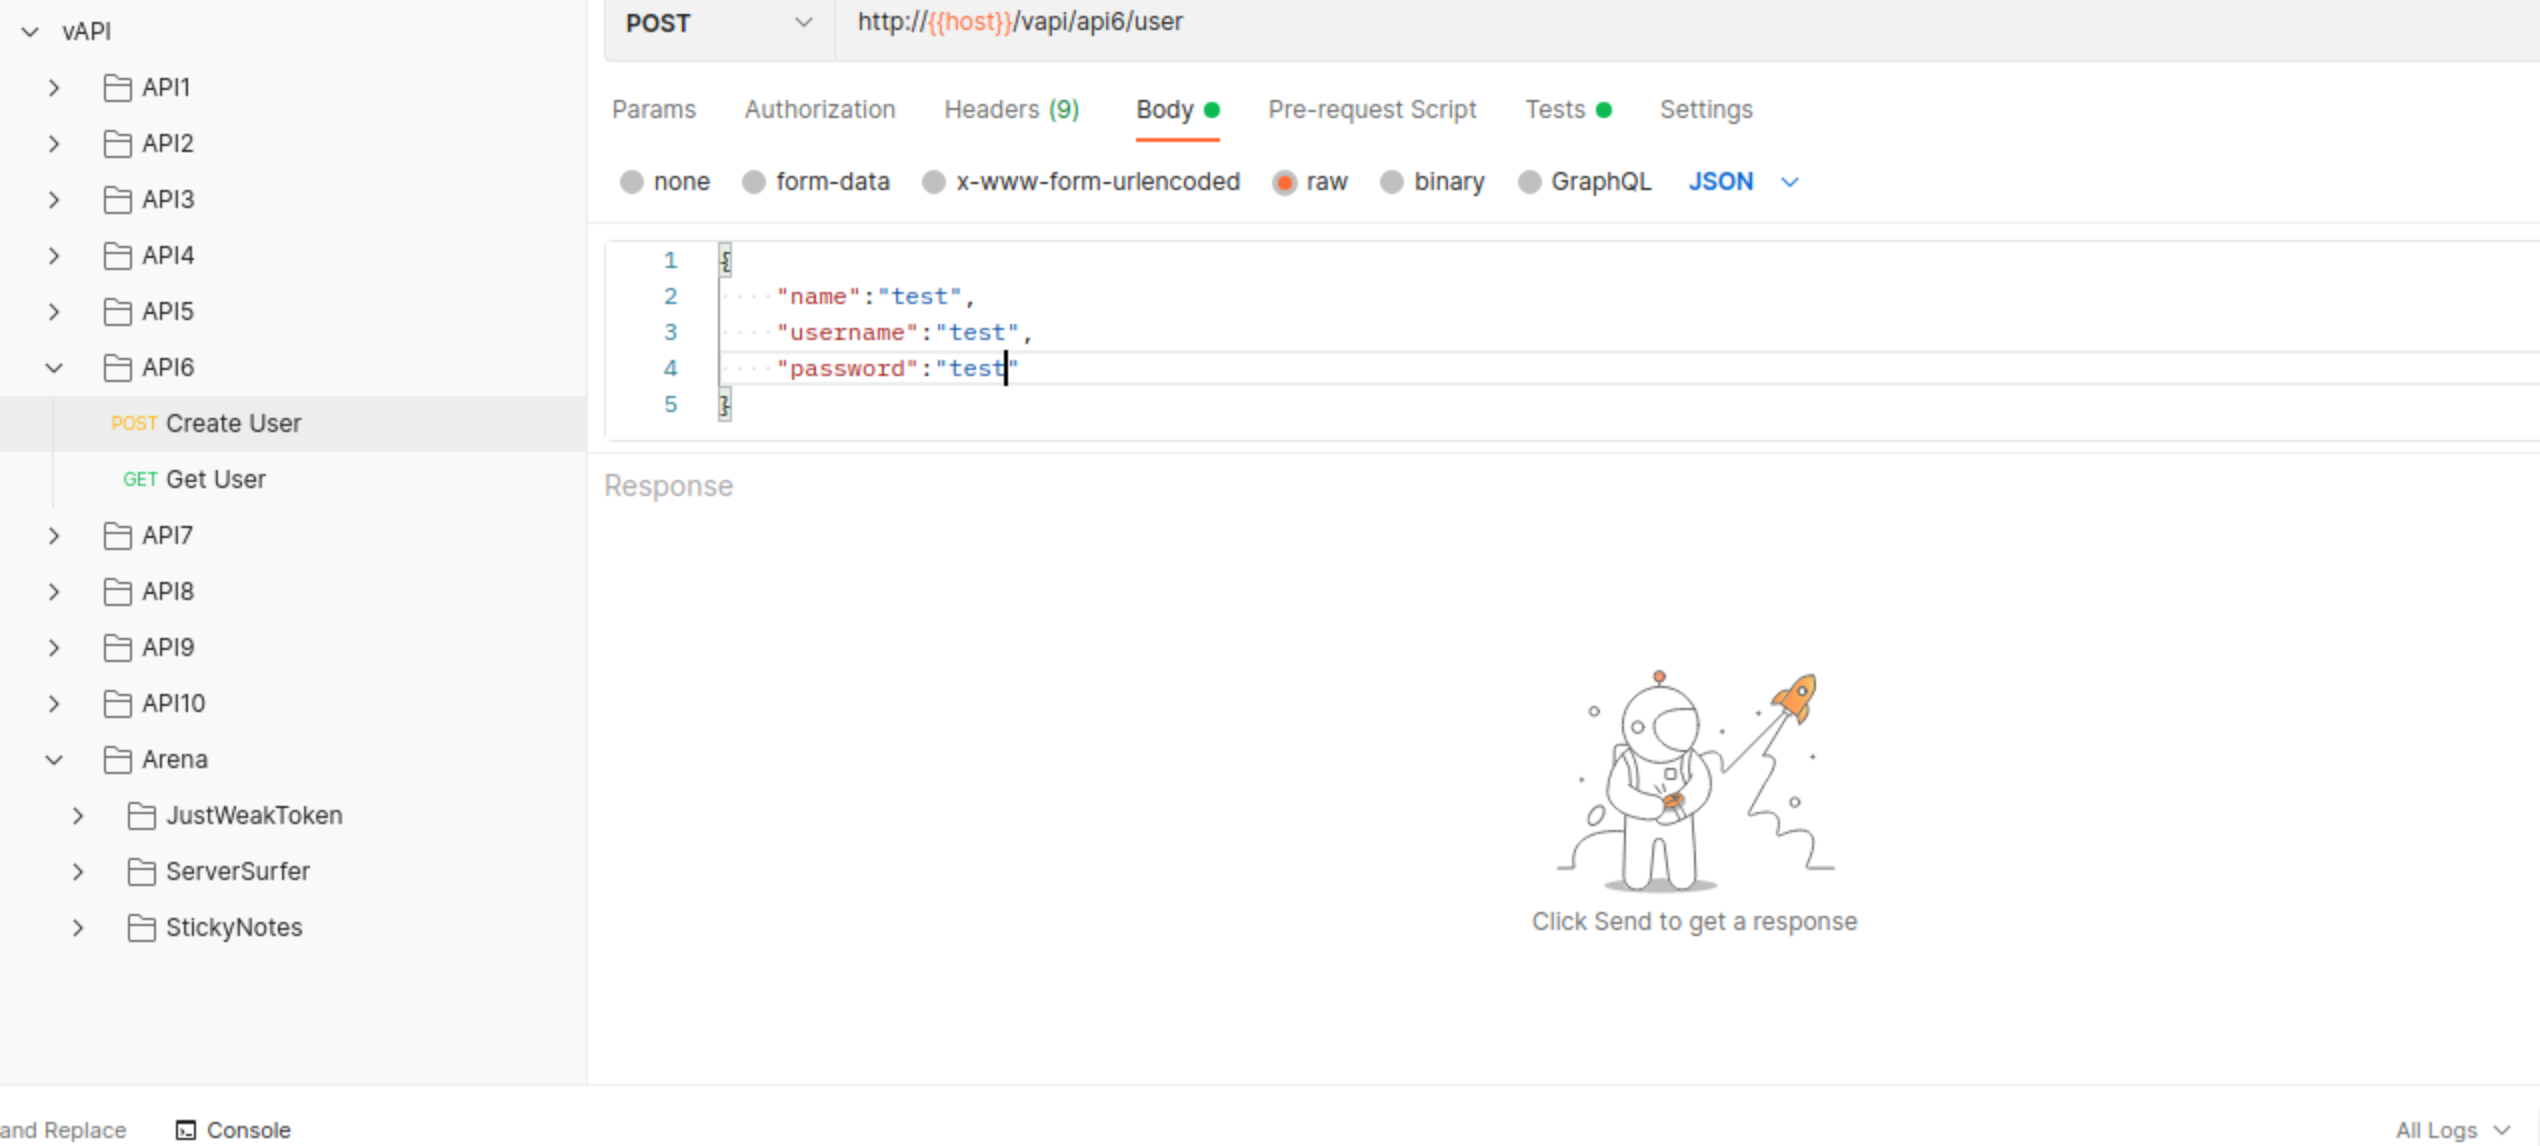 vAPI
API1
API2
API3
API4
API5
API6
POST Create User
GET Get User
API7
API8
API9
API10
Arena
JustWeakToken
ServerSurfer
StickyNotes
POST http://{{host}}/vapi/api6/user
Params Authorization Headers (9) Body Pre-request Script Tests Settings
none form-data x-www-form-urlencoded raw binary GraphQL JSON
1 {
2 "name":"test",
3 "username":"test",
4 "password":"test"
5 }
Response
Click Send to get a response
and Replace Console All Logs